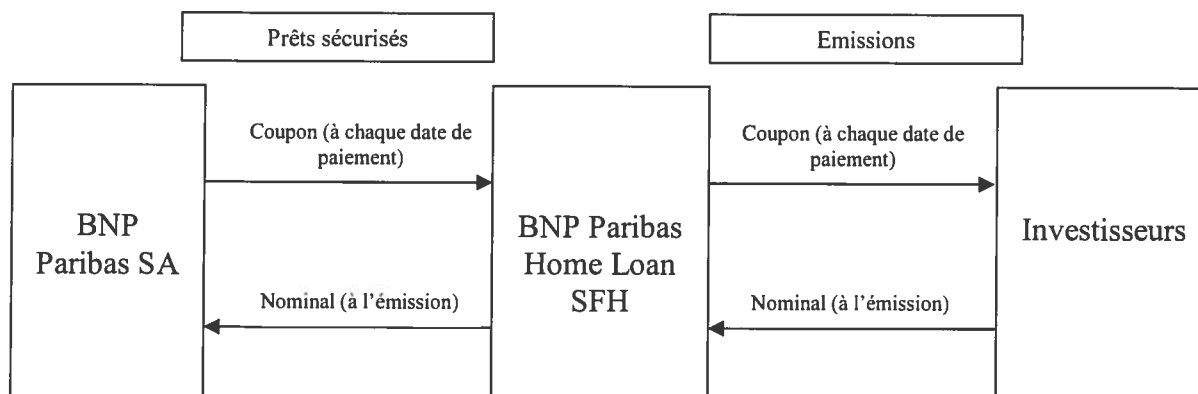 Prêts sécurisés
Emissions
Coupon (à chaque date de
paiement)
Coupon (à chaque date de
paiement)
BNP
Paribas SA
BNP Paribas
Home Loan
SFH
Investisseurs
Nominal (à l'émission)
Nominal (à l'émission)